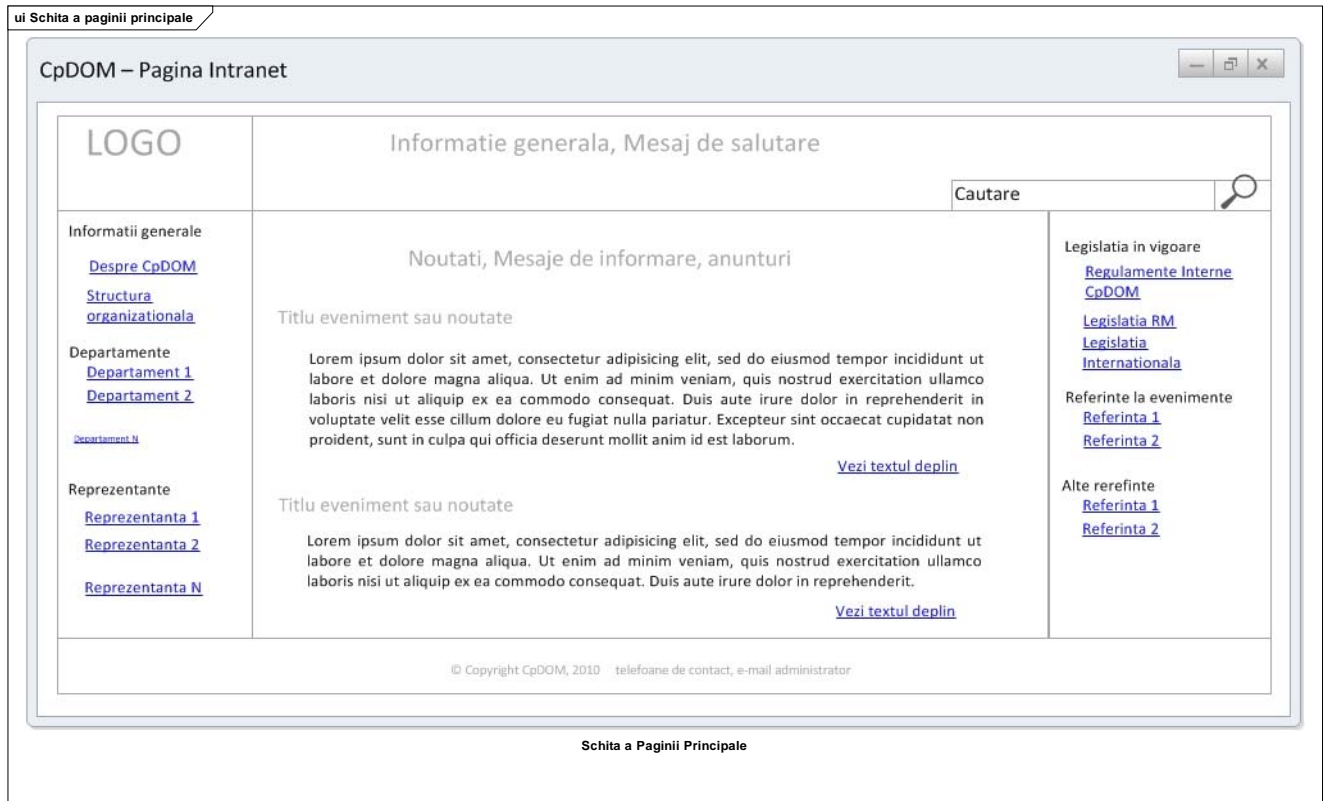 ui Schita a paginii principale
CpDOM – Pagina Intranet
LOGO
Informatie generala, Mesaj de salutare
Cautare
Informatii generale
Despre CpDOM
Structura
organizationala
Departamente
Departament 1
Departament 2
Departament N
Reprezentante
Reprezentanta 1
Reprezentanta 2
Reprezentanta N
Noutati, Mesaje de informare, anunturi
Titlu eveniment sau noutate
Lorem ipsum dolor sit amet, consectetur adipisicing elit, sed do eiusmod tempor incididunt ut
labore et dolore magna aliqua. Ut enim ad minim veniam, quis nostrud exercitation ullamco
laboris nisi ut aliquip ex ea commodo consequat. Duis aute irure dolor in reprehenderit in
voluptate velit esse cillum dolore eu fugiat nulla pariatur. Excepteur sint occaecat cupidatat non
proident, sunt in culpa qui officia deserunt mollit anim id est laborum.
Vezi textul deplin
Titlu eveniment sau noutate
Lorem ipsum dolor sit amet, consectetur adipisicing elit, sed do eiusmod tempor incididunt ut
labore et dolore magna aliqua. Ut enim ad minim veniam, quis nostrud exercitation ullamco
laboris nisi ut aliquip ex ea commodo consequat. Duis aute irure dolor in reprehenderit.
Vezi textul deplin
Legislatia in vigoare
Regulamente Interne
CpDOM
Legislatia RM
Legislatia
Internationala
Referinte la evenimente
Referinta 1
Referinta 2
Alte rerefinte
Referinta 1
Referinta 2
© Copyright CpDOM, 2010 telefoane de contact, e-mail administrator
Schita a Paginii Principale